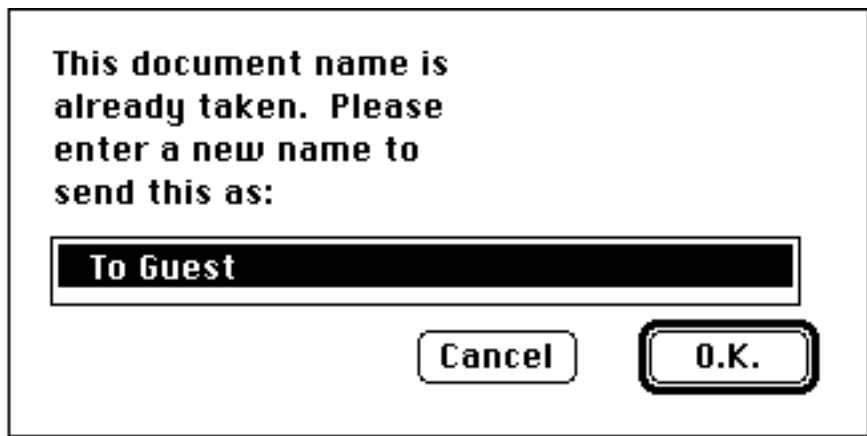 This document name is
already taken.  Please
enter a new name to
send this as:
To Guest
Cancel
O.K.